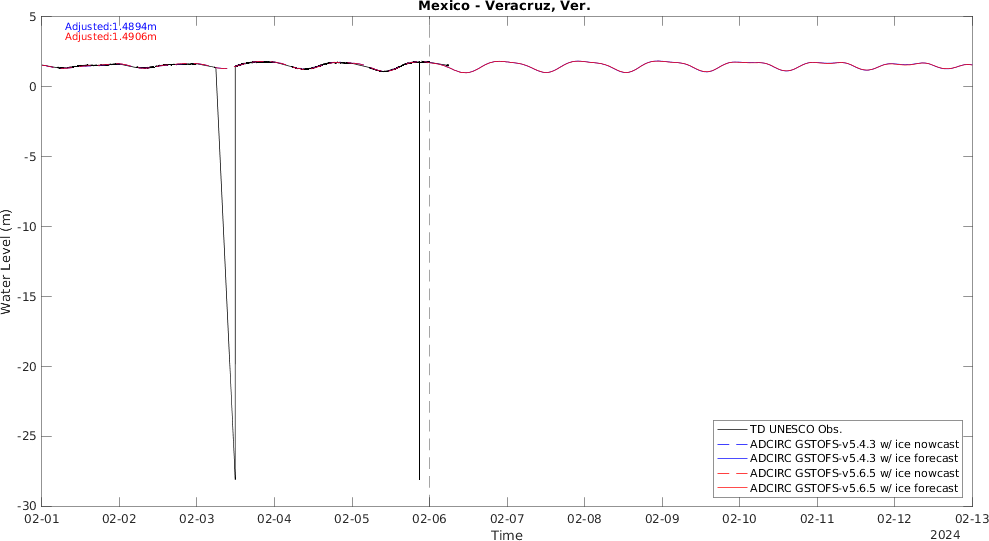 Mexico - Veracruz, Ver.
Adjusted:1.4894m
Adjusted:1.4906m
5
0
-5
-10
-15
-20
-25
-30
Water Level (m)
TD UNESCO Obs.
ADCIRC GSTOFS-v5.4.3 w/ ice nowcast
ADCIRC GSTOFS-v5.4.3 w/ ice forecast
ADCIRC GSTOFS-v5.6.5 w/ ice nowcast
ADCIRC GSTOFS-v5.6.5 w/ ice forecast
02-01 02-02 02-03 02-04 02-05 02-06 02-07 02-08 02-09 02-10 02-11 02-12 02-13
Time
2024